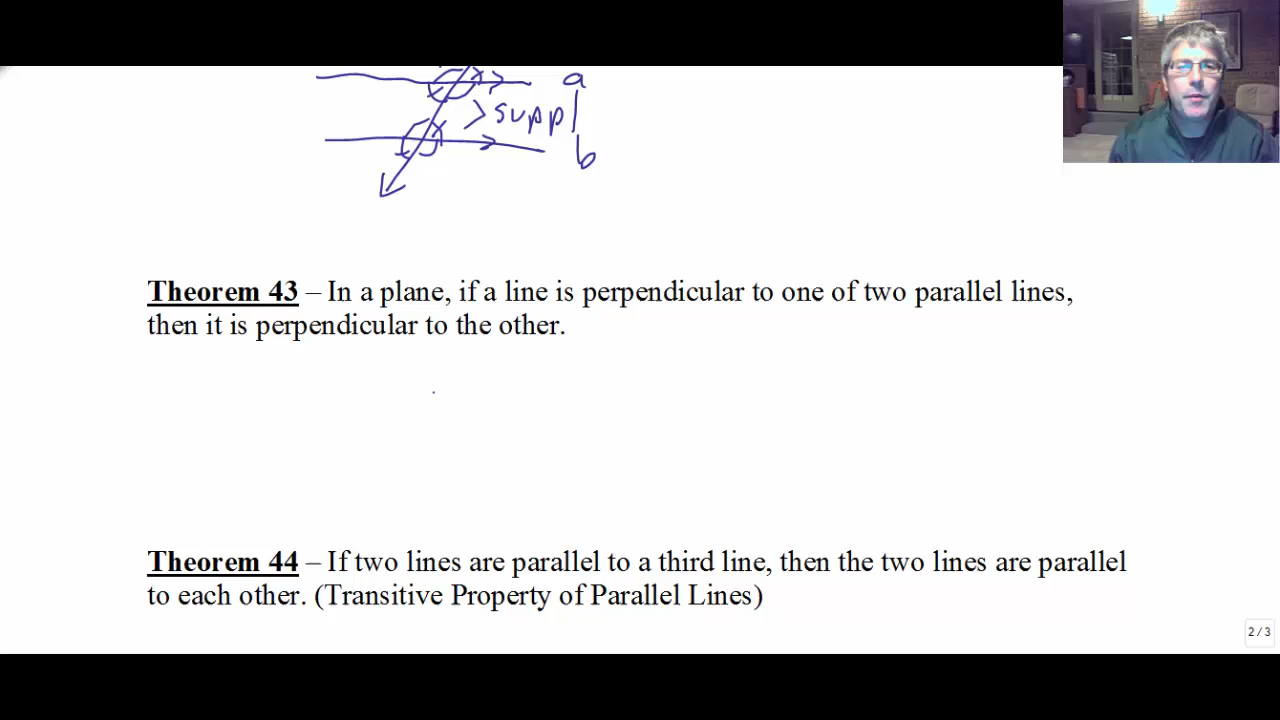 a
supp
b
Theorem 43 – In a plane, if a line is perpendicular to one of two parallel lines,
then it is perpendicular to the other.
Theorem 44 – If two lines are parallel to a third line, then the two lines are parallel
to each other. (Transitive Property of Parallel Lines)
2 / 3